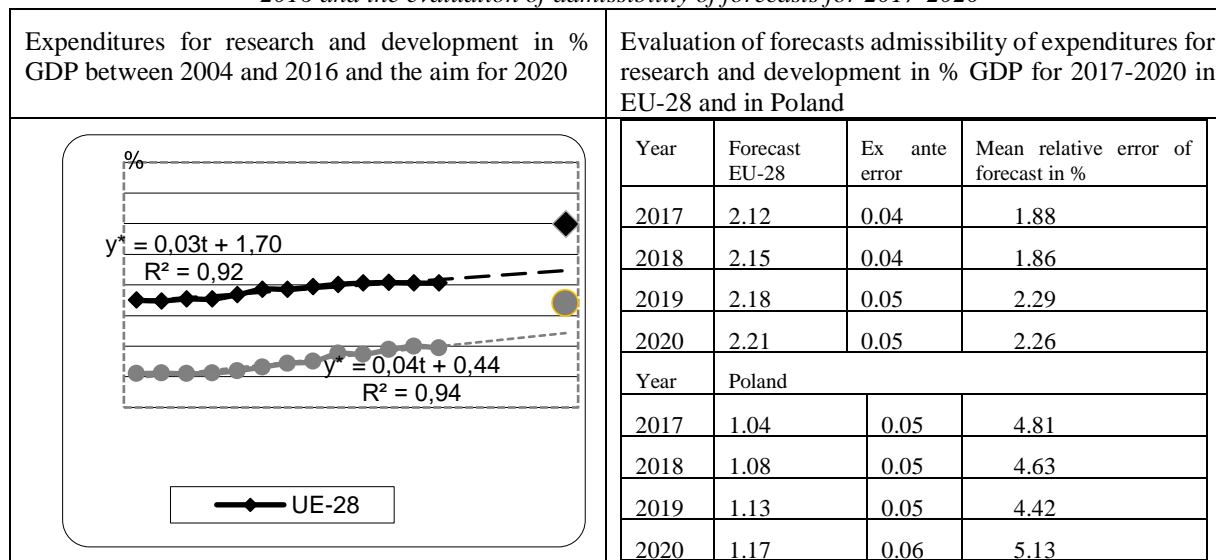 2016 and the evaluation of admissibility of forecasts for 2017-2020
Expenditures for research and development in %
GDP between 2004 and 2016 and the aim for 2020
Evaluation of forecasts admissibility of expenditures for
research and development in % GDP for 2017-2020 in
EU-28 and in Poland
%
y* = 0,03t + 1,70
R² = 0,92
y* = 0,04t + 0,44
R² = 0,94
UE-28
Year Forecast EU-28 Ex ante error Mean relative error of forecast in %
2017 2.12 0.04 1.88
2018 2.15 0.04 1.86
2019 2.18 0.05 2.29
2020 2.21 0.05 2.26
Year Poland
2017 1.04 0.05 4.81
2018 1.08 0.05 4.63
2019 1.13 0.05 4.42
2020 1.17 0.06 5.13